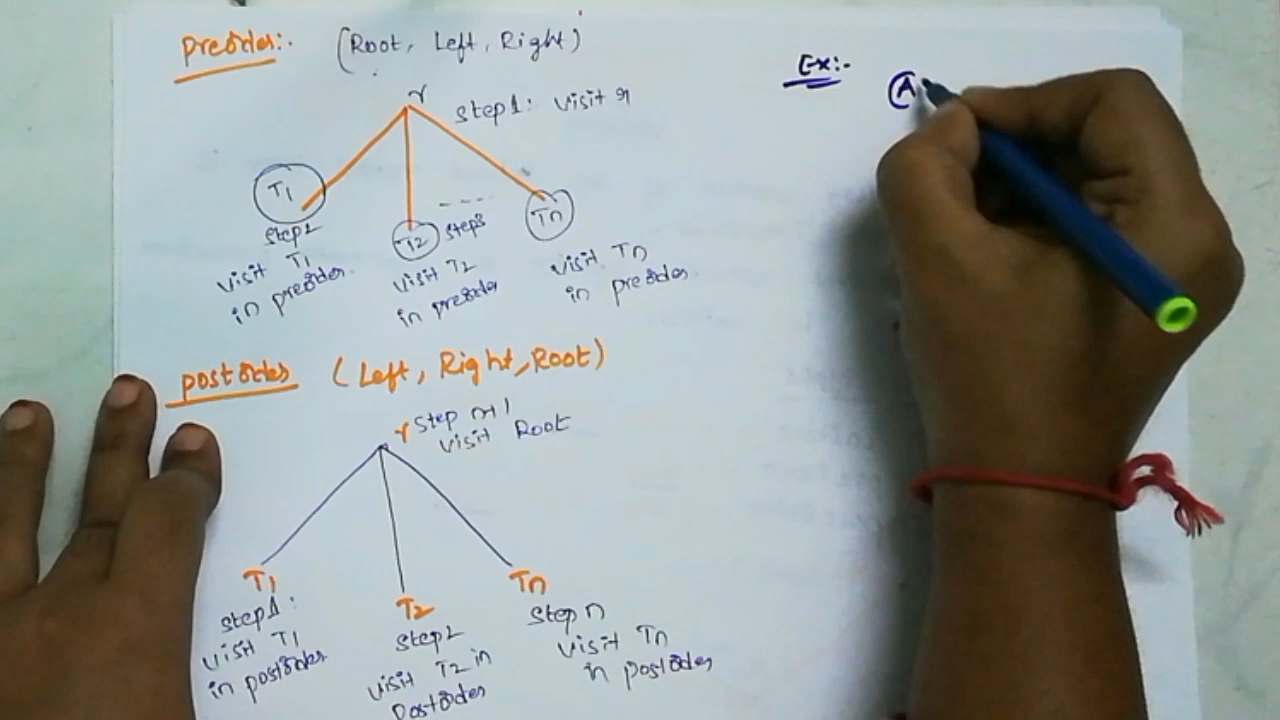 Preorder:. (Root, Left, Right)
r
step1: visit r
T1
T2
----
Tn
step2
visit T1
in preorder.
step3
visit T2
in preorder
visit Tn
in preorder
postorder (Left, Right, Root)
r step n+1
visit Root
T1
step1:
visit T1
in postorder
T2
step2
visit T2 in
postorder
Tn
step n
visit Tn
in postorder
Ex:-
A